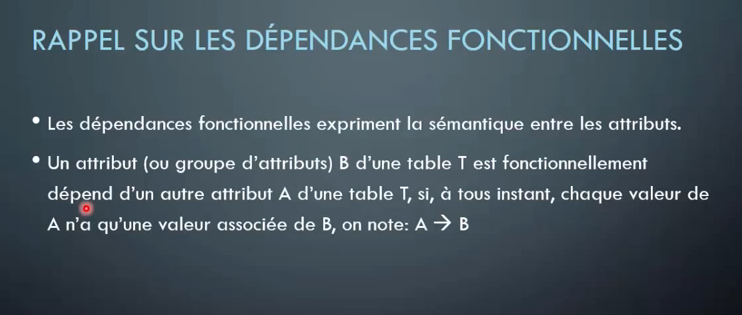 RAPPEL SUR LES DÉPENDANCES FONCTIONNELLES
• Les dépendances fonctionnelles expriment la sémantique entre les attributs.
• Un attribut (ou groupe d'attributs) B d'une table T est fonctionnellement
dépend d'un autre attribut A d'une table T, si, à tous instant, chaque valeur de
A n'a qu'une valeur associée de B, on note: A → B